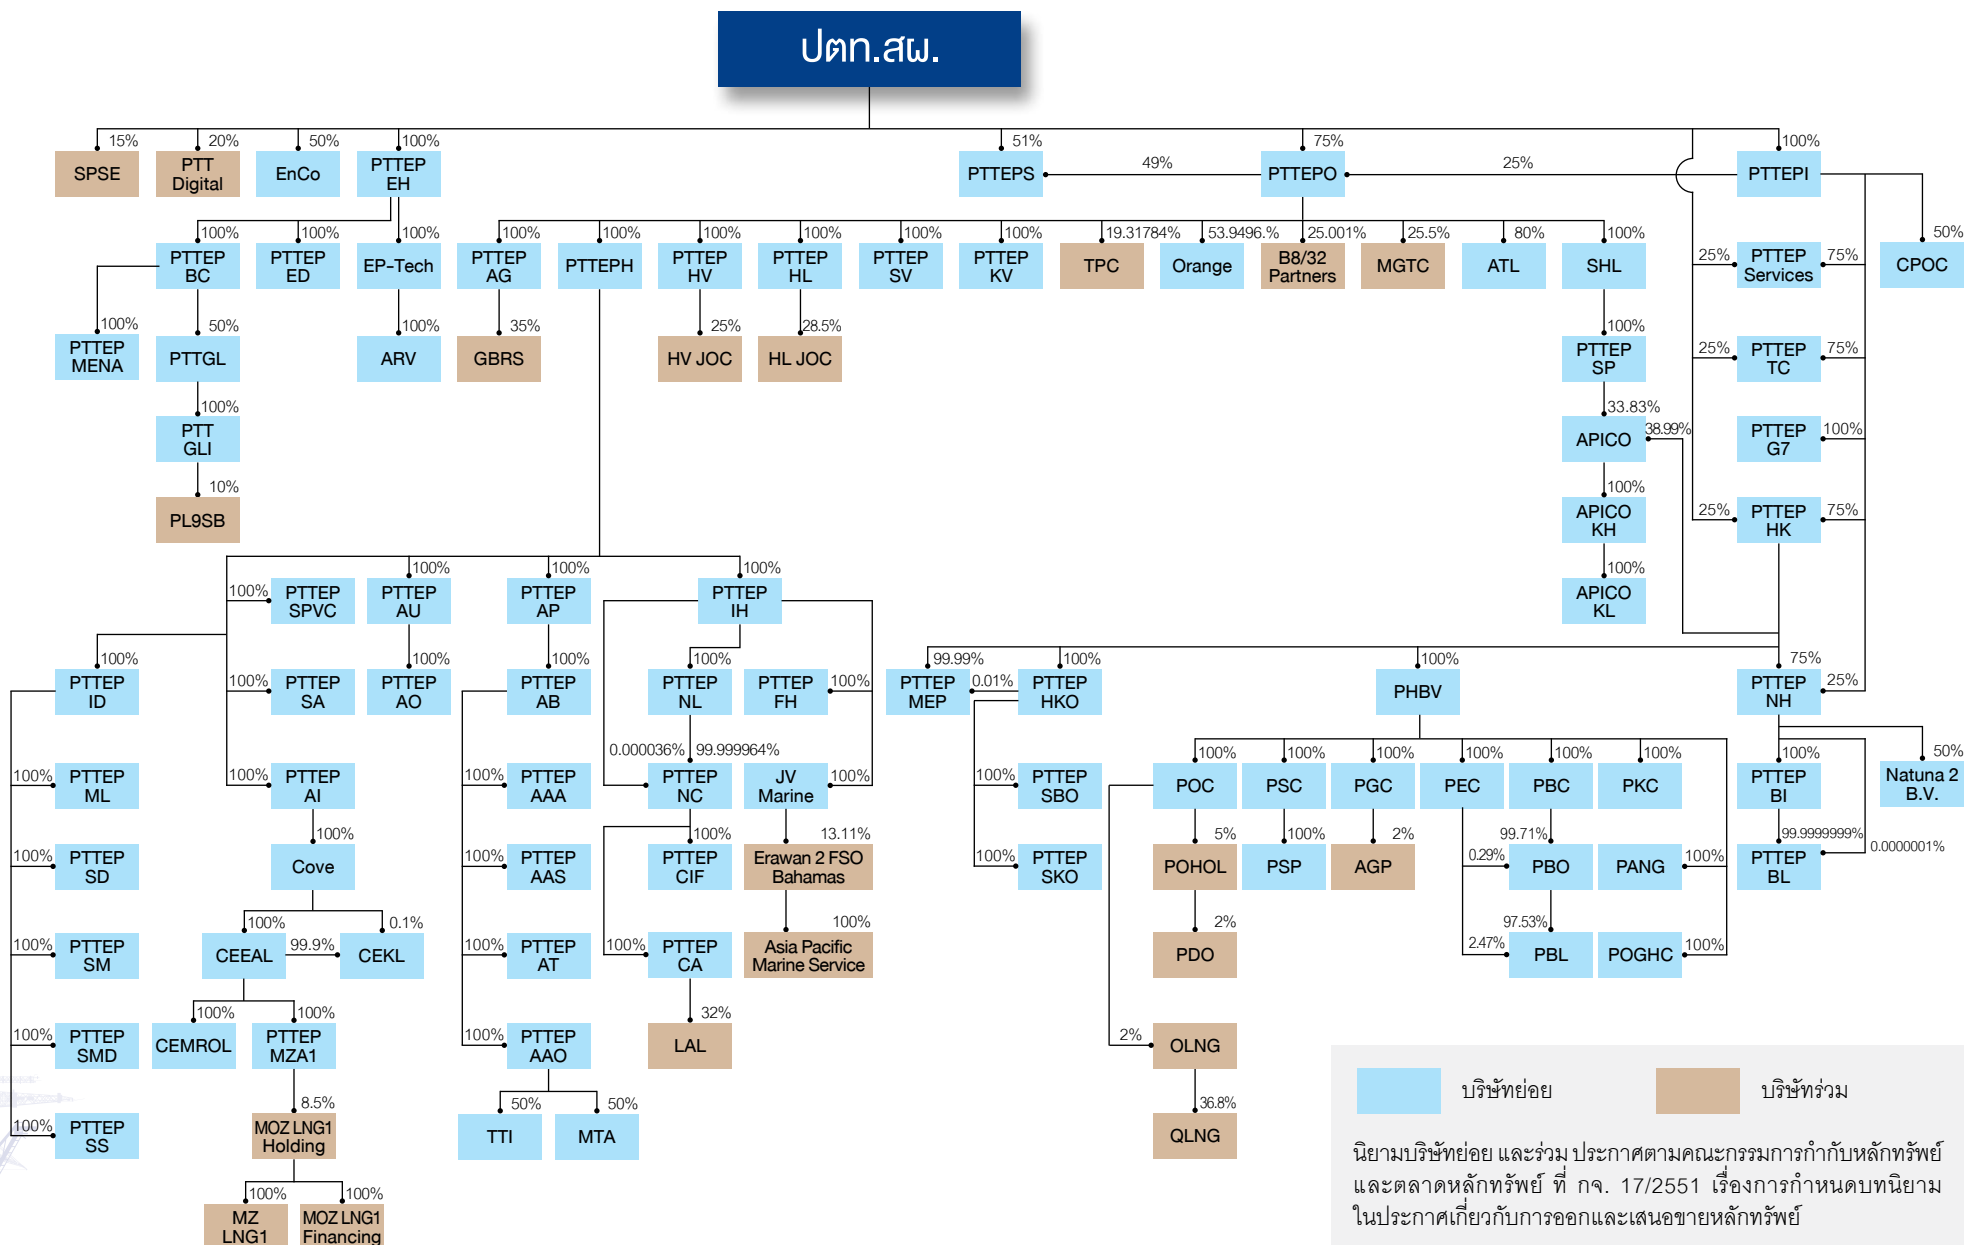 ปตท.สผ.
15%
20%
50%
100%
51%
75%
100%
SPSE
PTT
Digital
EnCo
PTTEP
EH
PTTEPS
49%
PTTEPO
25%
PTTEPI
100%
100%
100%
100%
100%
100%
100%
100%
100%
19.31784%
53.9496.%
25.001%
25.5%
80%
100%
50%
PTTEP
BC
PTTEP
ED
EP-Tech
PTTEP
AG
PTTEPH
PTTEP
HV
PTTEP
HL
PTTEP
SV
PTTEP
KV
TPC
Orange
B8/32
Partners
MGTC
ATL
SHL
25%
PTTEP
Services
75%
CPOC
100%
50%
100%
35%
25%
28.5%
100%
PTTEP
MENA
PTTGL
ARV
GBRS
HV JOC
HL JOC
PTTEP
SP
25%
PTTEP
TC
75%
100%
33.83%
PTT
GLI
APICO
38.99%
PTTEP
G7
100%
10%
100%
PL9SB
APICO
KH
25%
PTTEP
HK
75%
100%
100%
100%
100%
100%
PTTEP
SPVC
PTTEP
AU
PTTEP
AP
PTTEP
IH
APICO
KL
100%
100%
100%
100%
99.99%
100%
100%
75%
PTTEP
ID
100%
PTTEP
SA
PTTEP
AO
PTTEP
AB
PTTEP
NL
PTTEP
FH
100%
PTTEP
MEP
0.01%
PTTEP
HKO
PHBV
PTTEP
NH
25%
0.000036%
99.999964%
100%
100%
100%
100%
100%
100%
100%
50%
100%
PTTEP
ML
100%
PTTEP
AI
100%
PTTEP
AAA
PTTEP
NC
JV
Marine
100%
100%
PTTEP
SBO
POC
PSC
PGC
PEC
PBC
PKC
PTTEP
BI
Natuna 2
B.V.
100%
100%
13.11%
5%
100%
2%
99.71%
99.9999999%
0.0000001%
100%
PTTEP
SD
Cove
100%
PTTEP
AAS
PTTEP
CIF
Erawan 2 FSO
Bahamas
100%
PTTEP
SKO
POHOL
PSP
AGP
0.29%
PBO
PANG
100%
PTTEP
BL
100%
0.1%
100%
2%
97.53%
100%
PTTEP
SM
CEEAL
99.9%
CEKL
100%
PTTEP
AT
100%
PTTEP
CA
Asia Pacific
Marine Service
PDO
2.47%
PBL
POGHC
100%
100%
100%
32%
100%
PTTEP
SMD
CEMROL
PTTEP
MZA1
100%
PTTEP
AAO
LAL
2%
OLNG
8.5%
50%
50%
36.8%
100%
PTTEP
SS
MOZ LNG1
Holding
TTI
MTA
QLNG
100%
100%
MZ
LNG1
MOZ LNG1
Financing
บริษัทย่อย
บริษัทร่วม
นิยามบริษัทย่อย และร่วม ประกาศตามคณะกรรมการกำกับหลักทรัพย์
และตลาดหลักทรัพย์ ที่ กจ. 17/2551 เรื่องการกำหนดบทนิยาม
ในประกาศเกี่ยวกับการออกและเสนอขายหลักทรัพย์